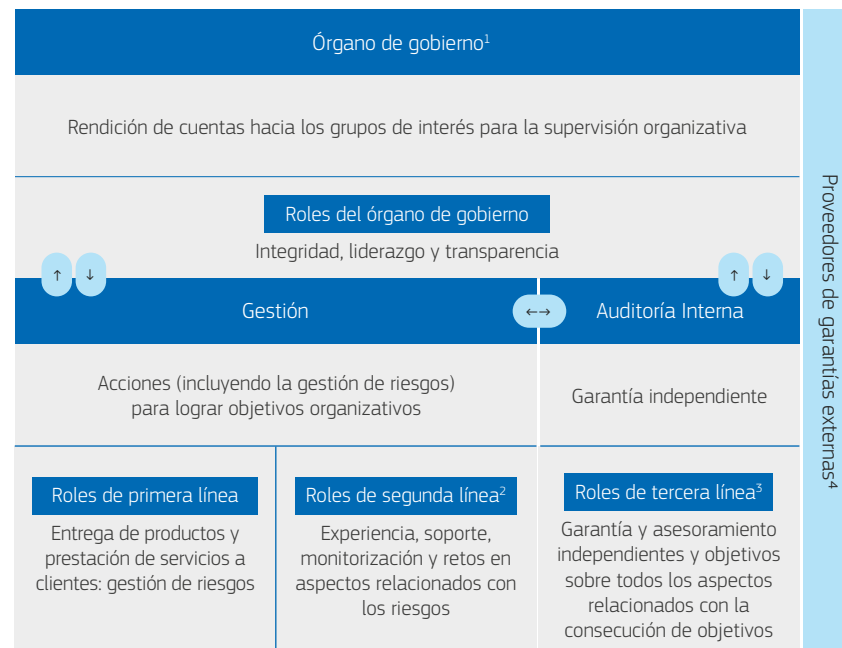 Órgano de gobierno¹
Rendición de cuentas hacia los grupos de interés para la supervisión organizativa
Roles del órgano de gobierno
Integridad, liderazgo y transparencia
↑ ↓
↑ ↓
Gestión
←→
Auditoría Interna
Acciones (incluyendo la gestión de riesgos)
para lograr objetivos organizativos
Garantía independiente
Roles de primera línea
Entrega de productos y
prestación de servicios a
clientes: gestión de riesgos
Roles de segunda línea²
Experiencia, soporte,
monitorización y retos en
aspectos relacionados con
los riesgos
Roles de tercera línea³
Garantía y asesoramiento
independientes y objetivos
sobre todos los aspectos
relacionados con la
consecución de objetivos
Proveedores de garantías externas⁴